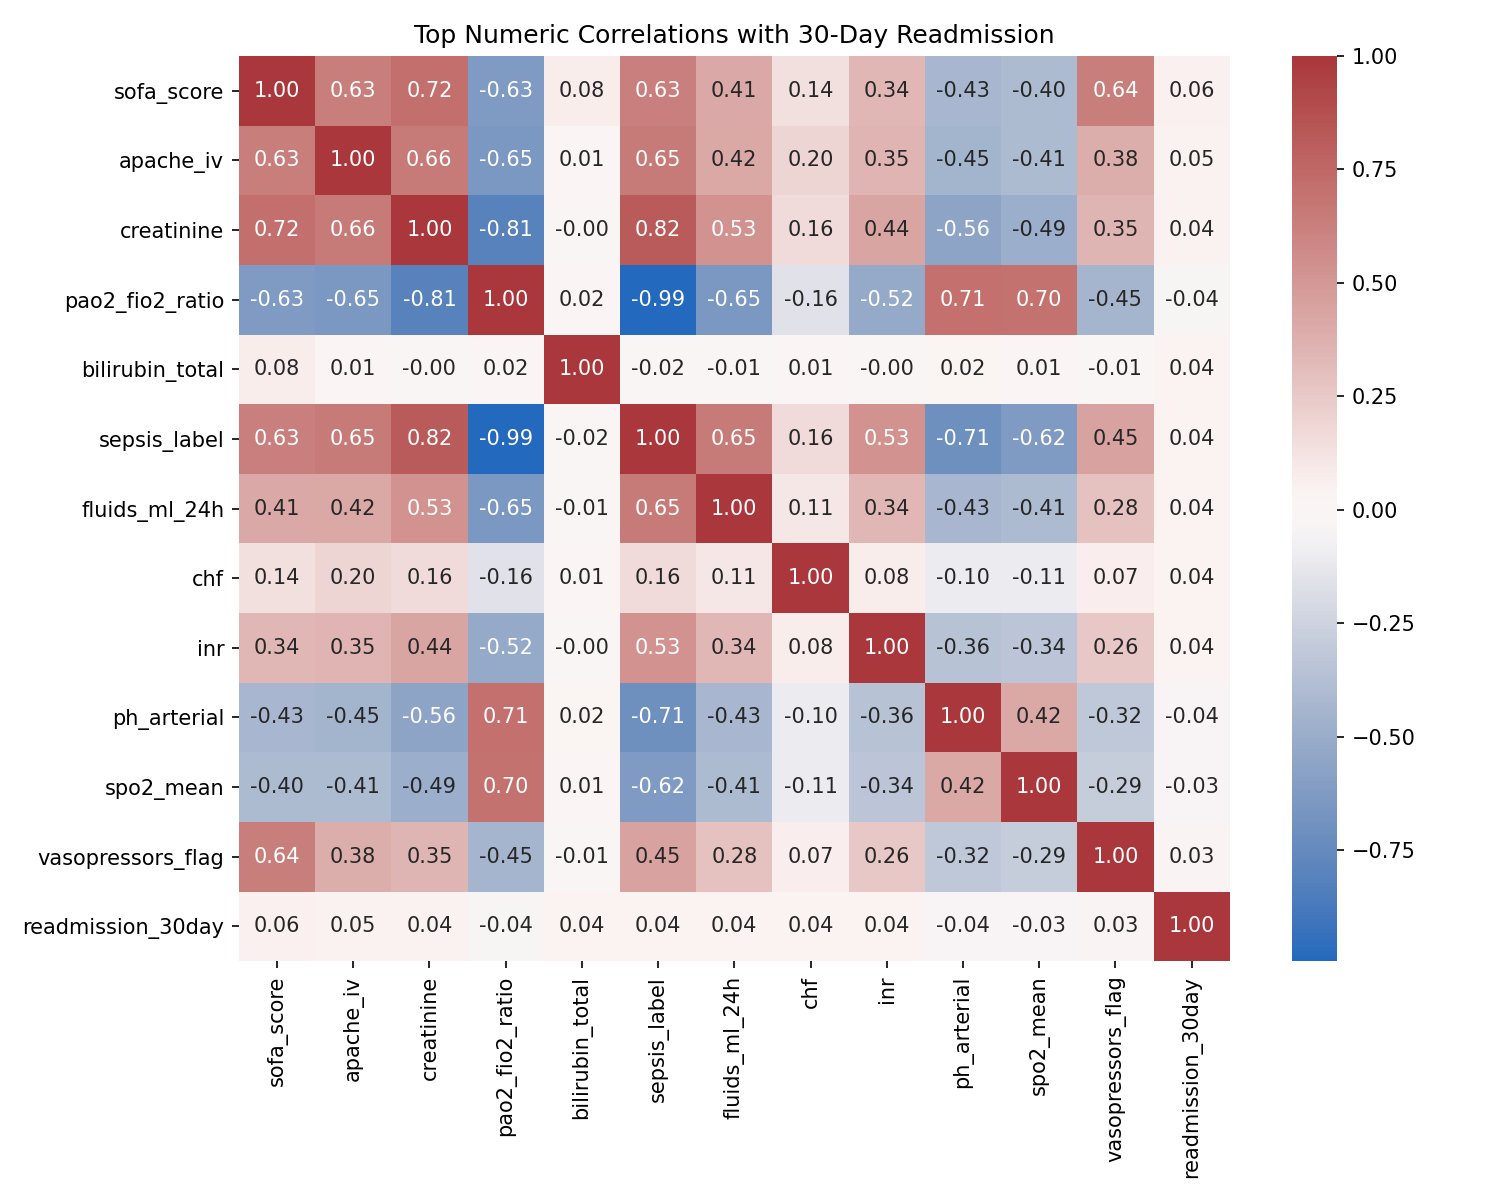 Top Numeric Correlations with 30-Day Readmission
sofa_score 1.00 0.63 0.72 -0.63 0.08 0.63 0.41 0.14 0.34 -0.43 -0.40 0.64 0.06
apache_iv 0.63 1.00 0.66 -0.65 0.01 0.65 0.42 0.20 0.35 -0.45 -0.41 0.38 0.05
creatinine 0.72 0.66 1.00 -0.81 -0.00 0.82 0.53 0.16 0.44 -0.56 -0.49 0.35 0.04
pao2_fio2_ratio -0.63 -0.65 -0.81 1.00 0.02 -0.99 -0.65 -0.16 -0.52 0.71 0.70 -0.45 -0.04
bilirubin_total 0.08 0.01 -0.00 0.02 1.00 -0.02 -0.01 0.01 -0.00 0.02 0.01 -0.01 0.04
sepsis_label 0.63 0.65 0.82 -0.99 -0.02 1.00 0.65 0.16 0.53 -0.71 -0.62 0.45 0.04
fluids_ml_24h 0.41 0.42 0.53 -0.65 -0.01 0.65 1.00 0.11 0.34 -0.43 -0.41 0.28 0.04
chf 0.14 0.20 0.16 -0.16 0.01 0.16 0.11 1.00 0.08 -0.10 -0.11 0.07 0.04
inr 0.34 0.35 0.44 -0.52 -0.00 0.53 0.34 0.08 1.00 -0.36 -0.34 0.26 0.04
ph_arterial -0.43 -0.45 -0.56 0.71 0.02 -0.71 -0.43 -0.10 -0.36 1.00 0.42 -0.32 -0.04
spo2_mean -0.40 -0.41 -0.49 0.70 0.01 -0.62 -0.41 -0.11 -0.34 0.42 1.00 -0.29 -0.03
vasopressors_flag 0.64 0.38 0.35 -0.45 -0.01 0.45 0.28 0.07 0.26 -0.32 -0.29 1.00 0.03
readmission_30day 0.06 0.05 0.04 -0.04 0.04 0.04 0.04 0.04 0.04 -0.04 -0.03 0.03 1.00
sofa_score
apache_iv
creatinine
pao2_fio2_ratio
bilirubin_total
sepsis_label
fluids_ml_24h
chf
inr
ph_arterial
spo2_mean
vasopressors_flag
readmission_30day
1.00
0.75
0.50
0.25
0.00
−0.25
−0.50
−0.75